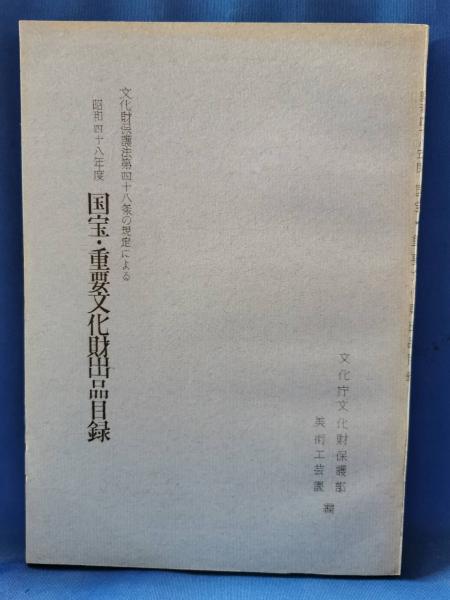 文化財保護法第四十八条の規定による
昭和四十八年度
国宝・重要文化財出品目録
文化庁文化財保護部
美術工芸課 編